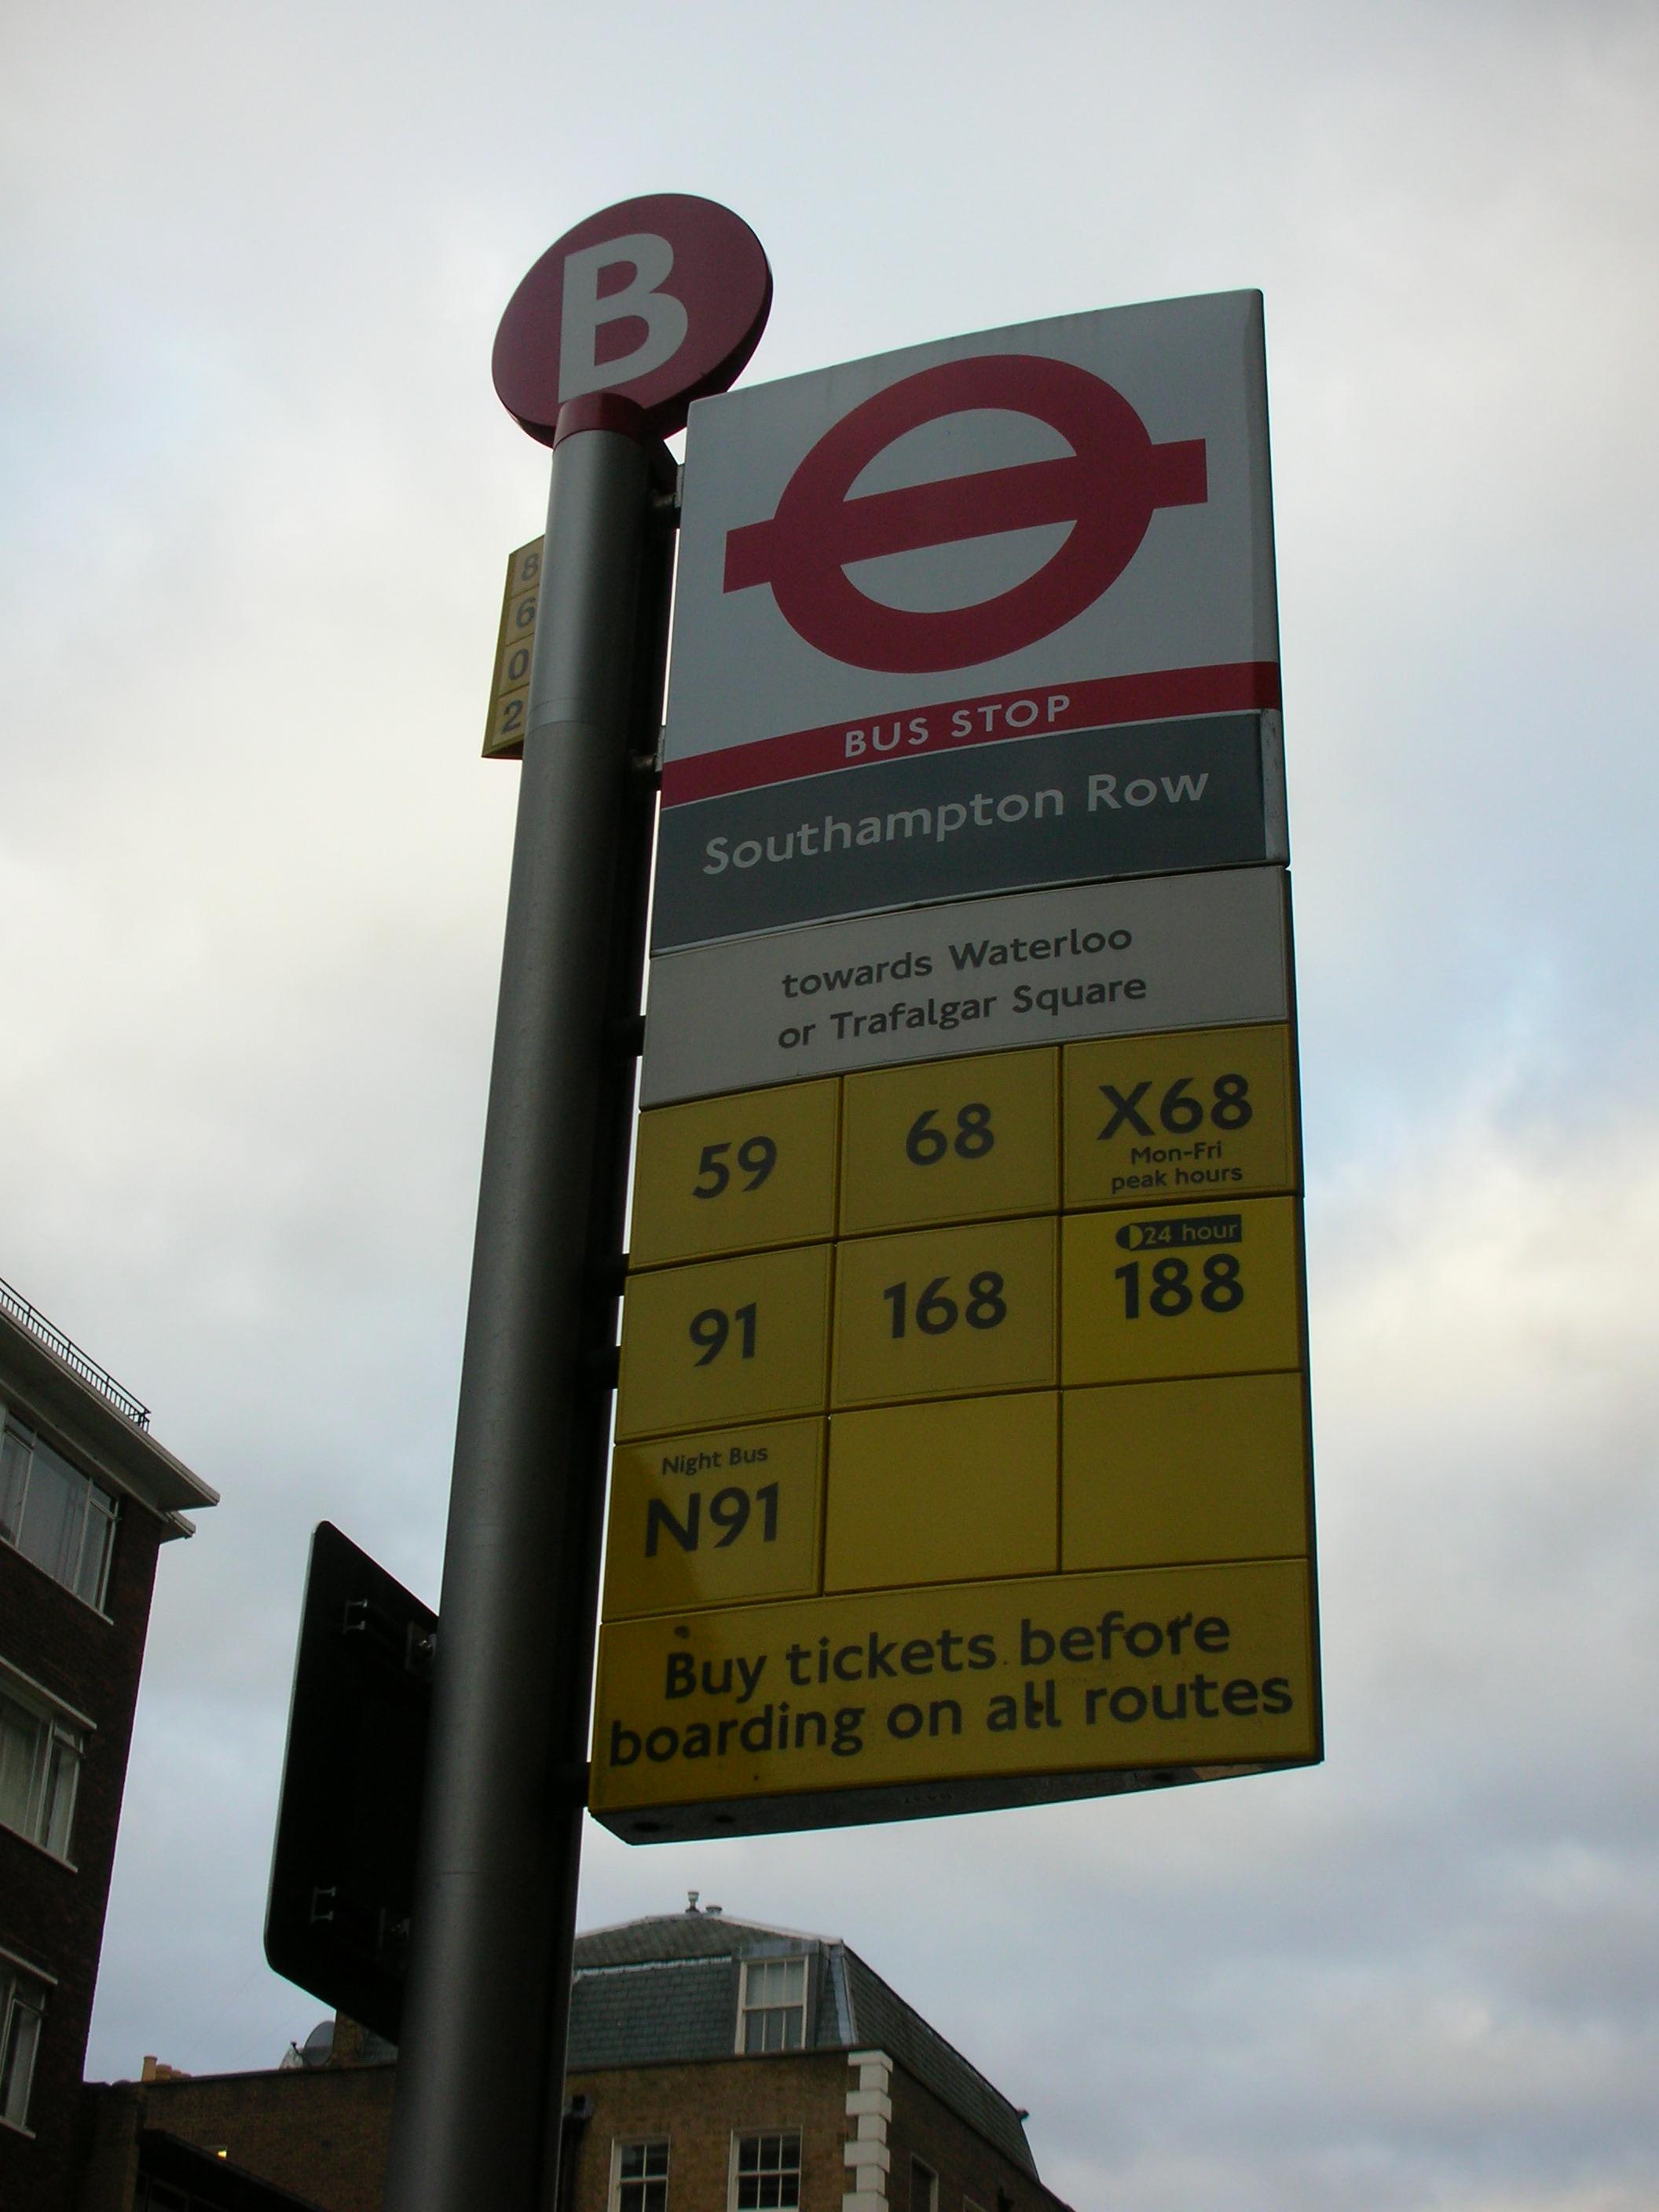 B
8
6
0
2
BUS STOP
Southampton Row
towards Waterloo
or Trafalgar Square
59 68 X68
Mon-Fri
peak hours
91 168 24 hour
188
Night Bus
N91
Buy tickets before
boarding on all routes